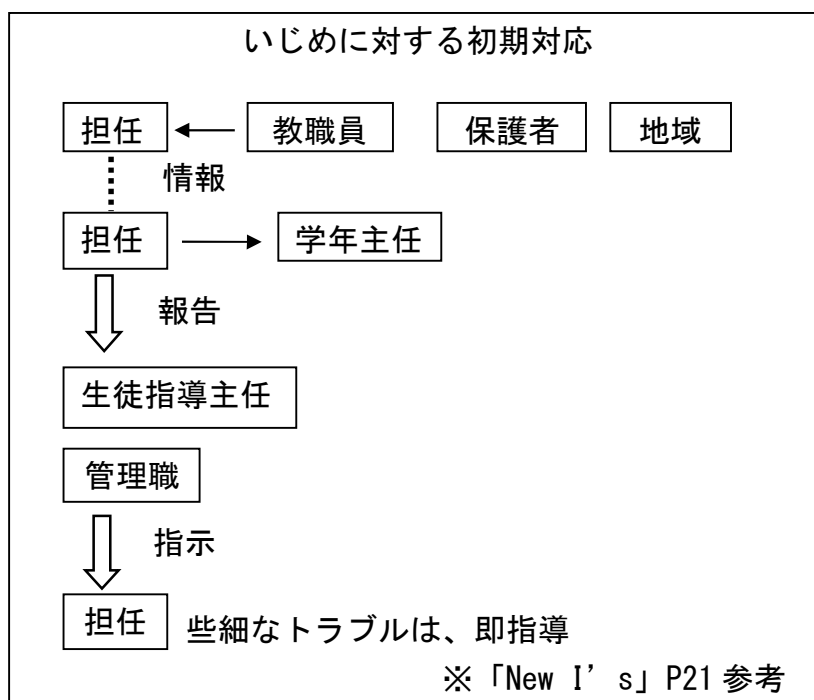 いじめに対する初期対応
担任 教職員 保護者 地域
情報
担任 学年主任
報告
生徒指導主任
管理職
指示
担任 些細なトラブルは、即指導
※「New I’s」P21 参考